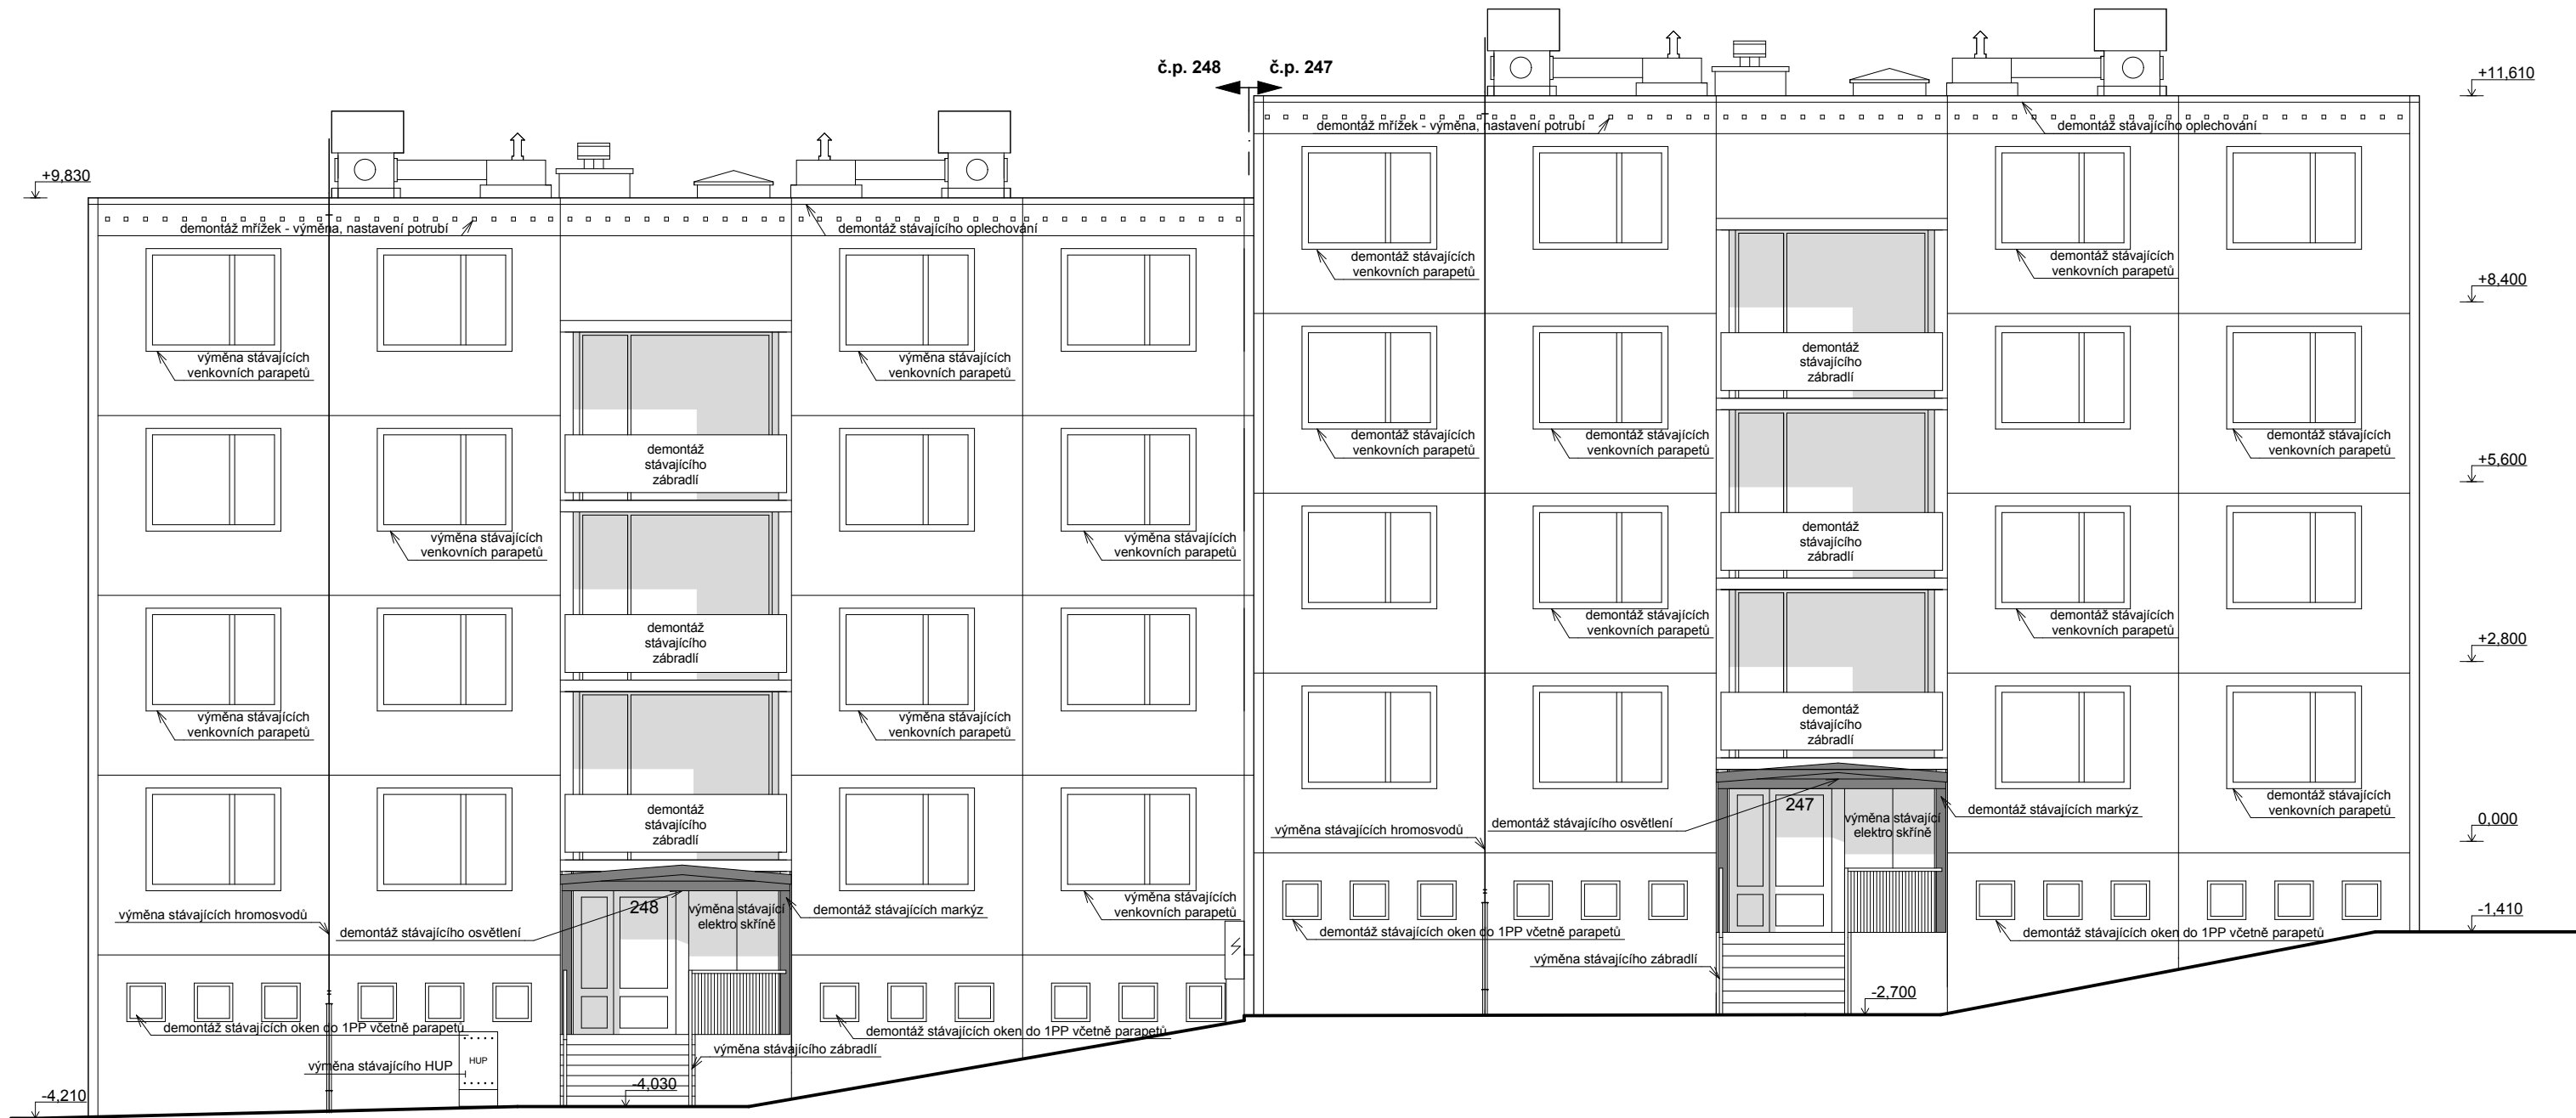 č.p. 248
č.p. 247
+11,610
demontáž mřížek - výměna, nastavení potrubí
demontáž stávajícího oplechování
+9,830
demontáž mřížek - výměna, nastavení potrubí
demontáž stávajícího oplechování
demontáž stávajících
venkovních parapetů
demontáž stávajících
venkovních parapetů
+8,400
výměna stávajících
venkovních parapetů
výměna stávajících
venkovních parapetů
demontáž
stávajícího
zábradlí
demontáž
stávajícího
zábradlí
demontáž stávajících
venkovních parapetů
demontáž stávajících
venkovních parapetů
demontáž stávajících
venkovních parapetů
+5,600
výměna stávajících
venkovních parapetů
výměna stávajících
venkovních parapetů
demontáž
stávajícího
zábradlí
demontáž
stávajícího
zábradlí
demontáž stávajících
venkovních parapetů
demontáž stávajících
venkovních parapetů
+2,800
výměna stávajících
venkovních parapetů
výměna stávajících
venkovních parapetů
demontáž
stávajícího
zábradlí
demontáž
stávajícího
zábradlí
demontáž stávajících
venkovních parapetů
0,000
výměna stávajících hromosvodů
demontáž stávajícího osvětlení
247
výměna stávající
elektro skříně
demontáž stávajících markýz
výměna stávajících
venkovních parapetů
výměna stávajících hromosvodů
demontáž stávajícího osvětlení
248
výměna stávající
elektro skříně
demontáž stávajících markýz
demontáž stávajících oken do 1PP včetně parapetů
demontáž stávajících oken do 1PP včetně parapetů
-1,410
výměna stávajícího zábradlí
-2,700
demontáž stávajících oken do 1PP včetně parapetů
demontáž stávajících oken do 1PP včetně parapetů
výměna stávajícího zábradlí
výměna stávajícího HUP
HUP
-4,030
-4,210